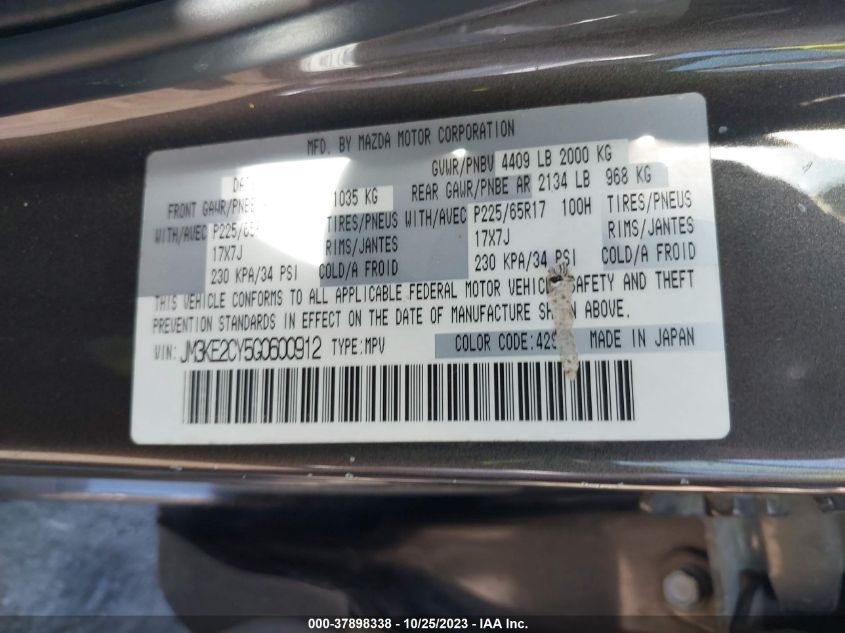 MFD. BY MAZDA MOTOR CORPORATION
GVWR/PNBV 4409 LB 2000 KG
FRONT GAWR/PNBE 1035 KG REAR GAWR/PNBE AR 2134 LB 968 KG
WITH/AVEC TIRES/PNEUS WITH/AVEC P225/65R17 100H TIRES/PNEUS
17X7J RIMS/JANTES 17X7J RIMS/JANTES
230 KPA/34 PSI COLD/A FROID 230 KPA/34 PSI COLD/A FROID
THIS VEHICLE CONFORMS TO ALL APPLICABLE FEDERAL MOTOR VEHICLE SAFETY AND THEFT
PREVENTION STANDARDS IN EFFECT ON THE DATE OF MANUFACTURE SHOWN ABOVE.
VIN: JM3KE2CY5G0600912 TYPE:MPV COLOR CODE: MADE IN JAPAN
000-37898338 - 10/25/2023 - IAA Inc.